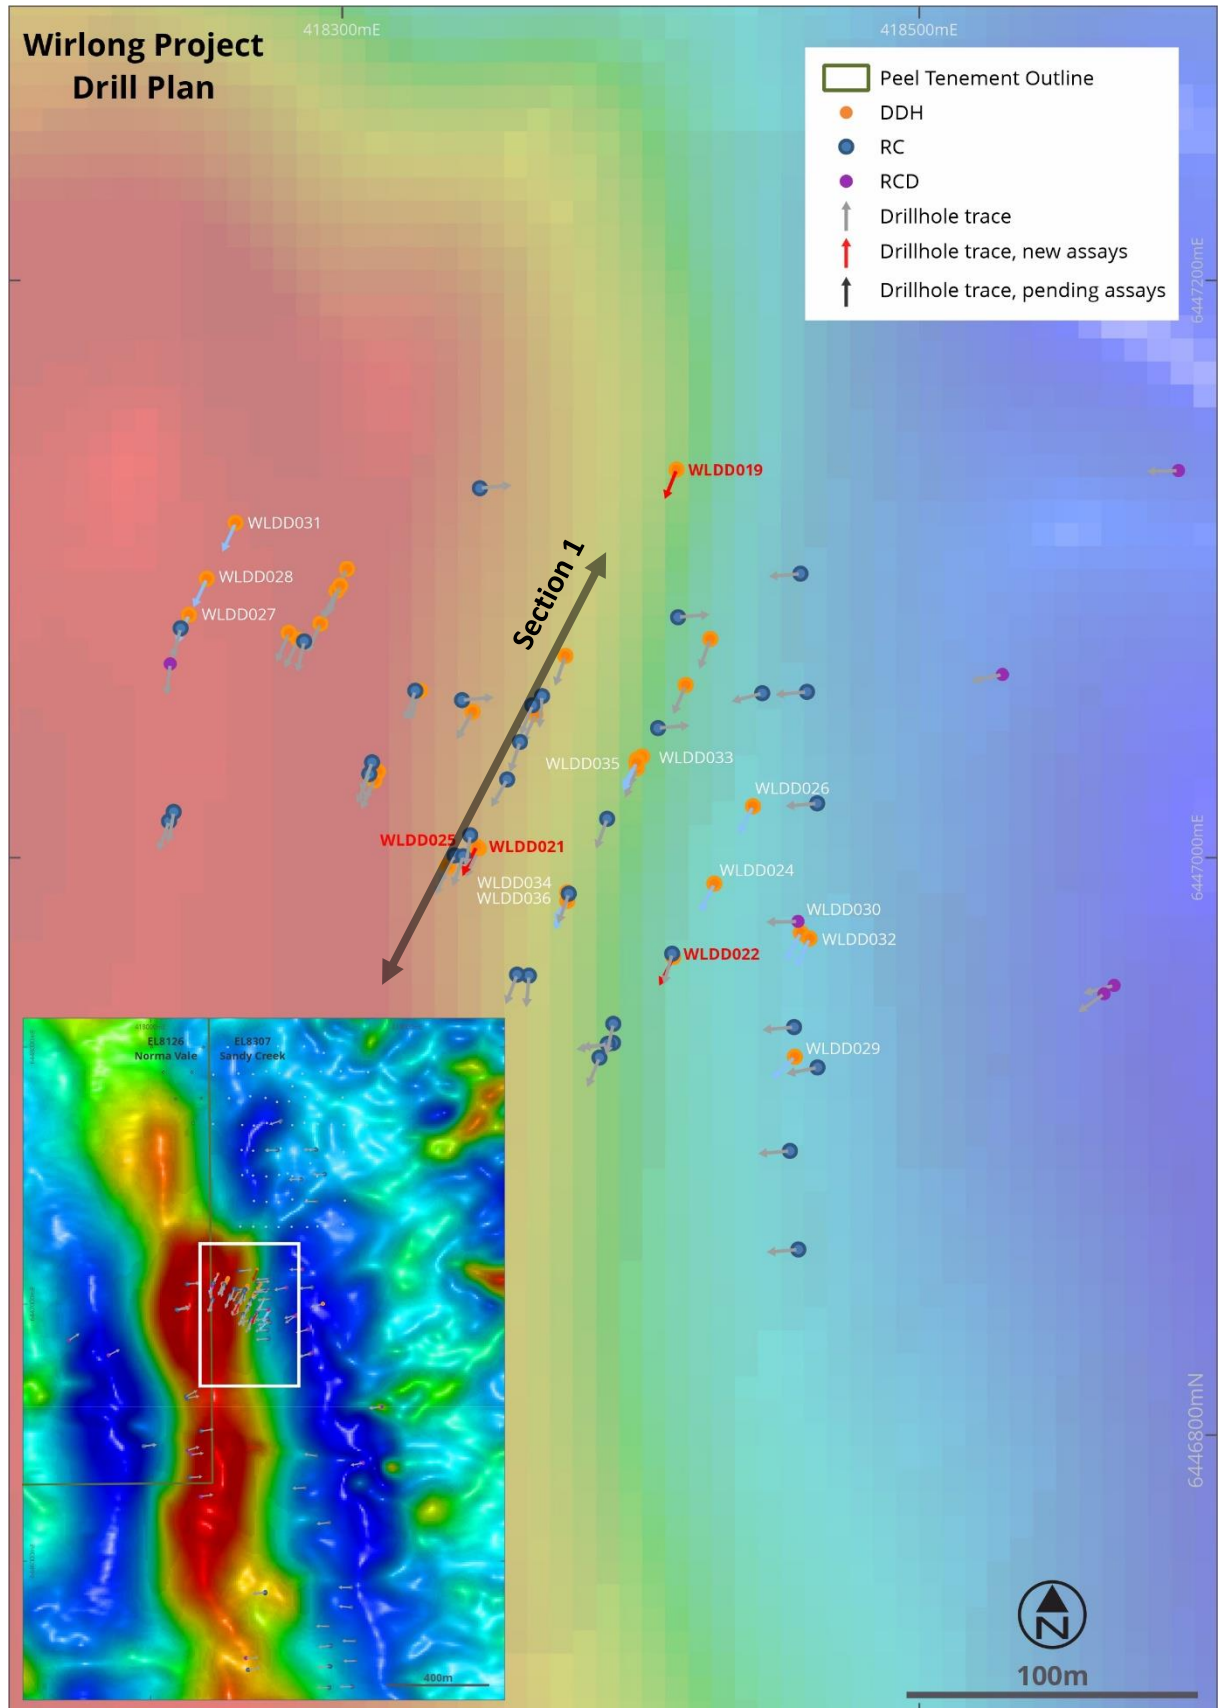 418300mE
418500mE
Wirlong Project
Drill Plan
Peel Tenement Outline
DDH
RC
RCD
Drillhole trace
Drillhole trace, new assays
Drillhole trace, pending assays
6447200mE
WLDD019
WLDD031
Section 1
WLDD028
WLDD027
WLDD035
WLDD033
WLDD026
WLDD025
WLDD021
6447000mE
WLDD034
WLDD036
WLDD024
WLDD030
WLDD032
WLDD022
WLDD029
EL8126
Norma Vale
EL8307
Sandy Creek
6446800mN
N
400m
100m